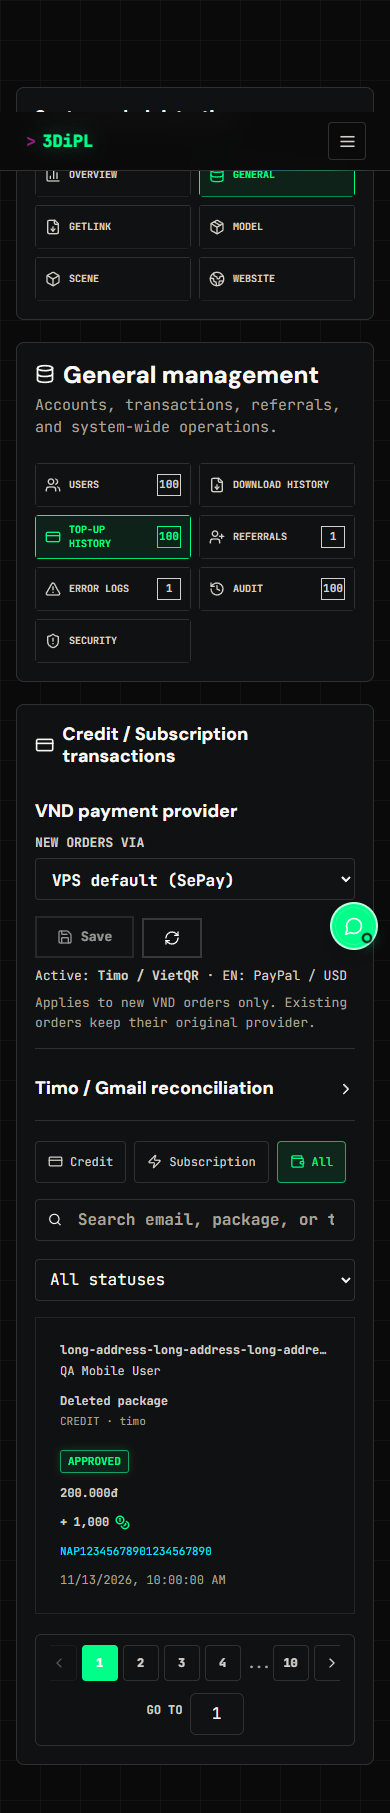 > 3DiPL
OVERVIEW
GENERAL
GETLINK
MODEL
SCENE
WEBSITE
General management
Accounts, transactions, referrals,
and system-wide operations.
USERS 100
DOWNLOAD HISTORY
TOP-UP
HISTORY 100
REFERRALS 1
ERROR LOGS 1
AUDIT 100
SECURITY
Credit / Subscription
transactions
VND payment provider
NEW ORDERS VIA
VPS default (SePay)
Save
Active: Timo / VietQR · EN: PayPal / USD
Applies to new VND orders only. Existing
orders keep their original provider.
Timo / Gmail reconciliation
Credit
Subscription
All
Search email, package, or t
All statuses
long-address-long-address-long-addre…
QA Mobile User
Deleted package
CREDIT · timo
APPROVED
200.000đ
+ 1,000
NAP12345678901234567890
11/13/2026, 10:00:00 AM
1 2 3 4 ... 10
GO TO 1